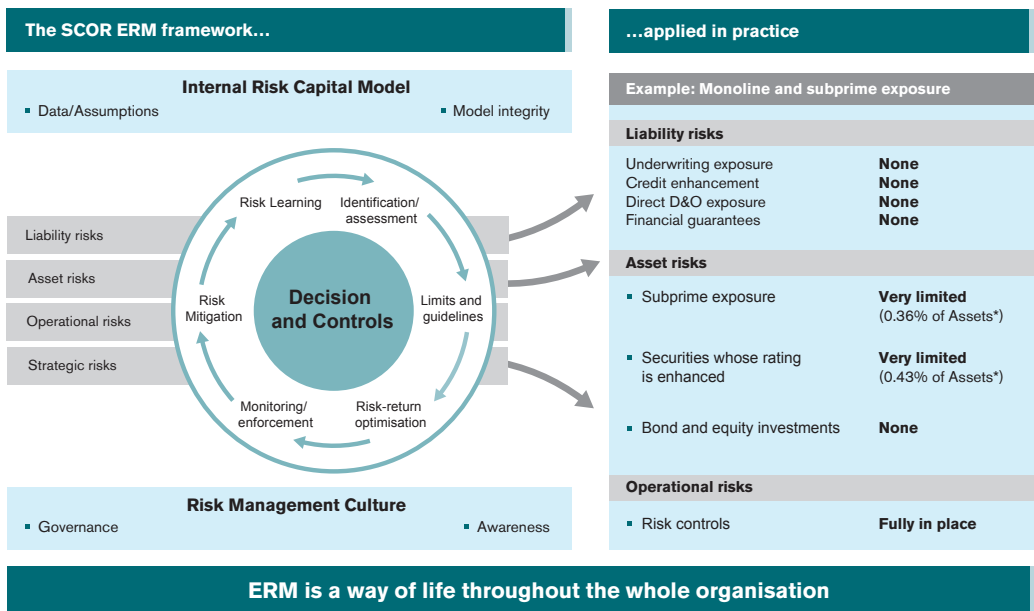 The SCOR ERM framework...
Internal Risk Capital Model
▪ Data/Assumptions
▪ Model integrity
Liability risks
Asset risks
Operational risks
Strategic risks
Risk Learning
Identification/
assessment
Limits and
guidelines
Risk-return
optimisation
Monitoring/
enforcement
Risk
Mitigation
Decision
and Controls
Risk Management Culture
▪ Governance
▪ Awareness
...applied in practice
Example: Monoline and subprime exposure
Liability risks
Underwriting exposure None
Credit enhancement None
Direct D&O exposure None
Financial guarantees None
Asset risks
▪ Subprime exposure Very limited
(0.36% of Assets*)
▪ Securities whose rating Very limited
is enhanced (0.43% of Assets*)
▪ Bond and equity investments None
Operational risks
▪ Risk controls Fully in place
ERM is a way of life throughout the whole organisation